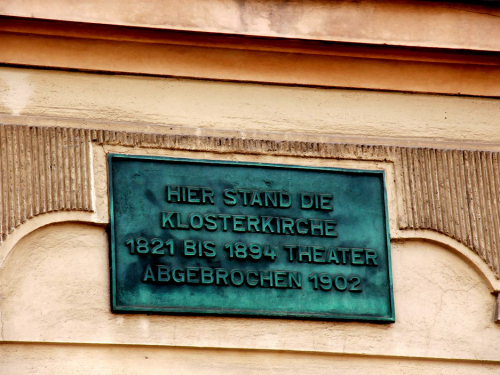 HIER STAND DIE
KLOSTERKIRCHE
1821 BIS 1894 THEATER
ABGEBROCHEN 1902